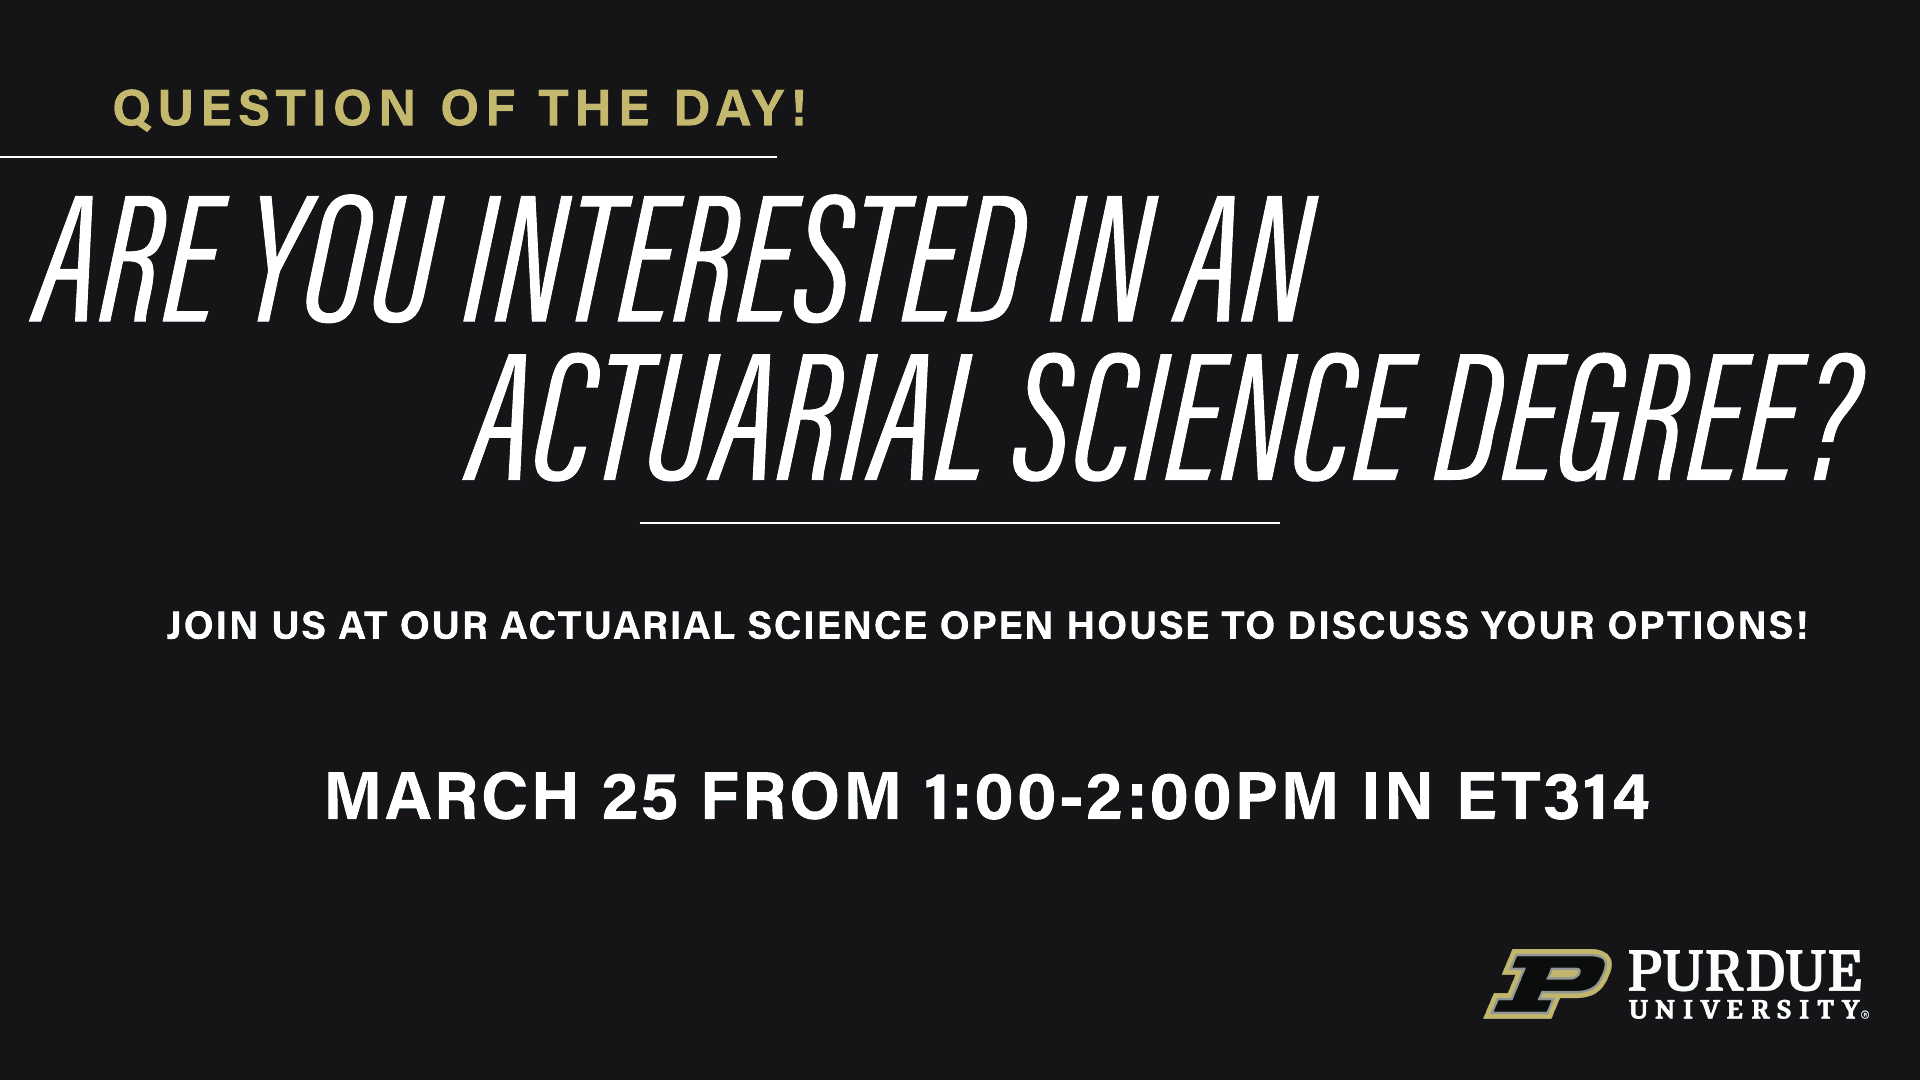 QUESTION OF THE DAY!
ARE YOU INTERESTED IN AN
ACTUARIAL SCIENCE DEGREE?
JOIN US AT OUR ACTUARIAL SCIENCE OPEN HOUSE TO DISCUSS YOUR OPTIONS!
MARCH 25 FROM 1:00-2:00PM IN ET314
P PURDUE
UNIVERSITY®